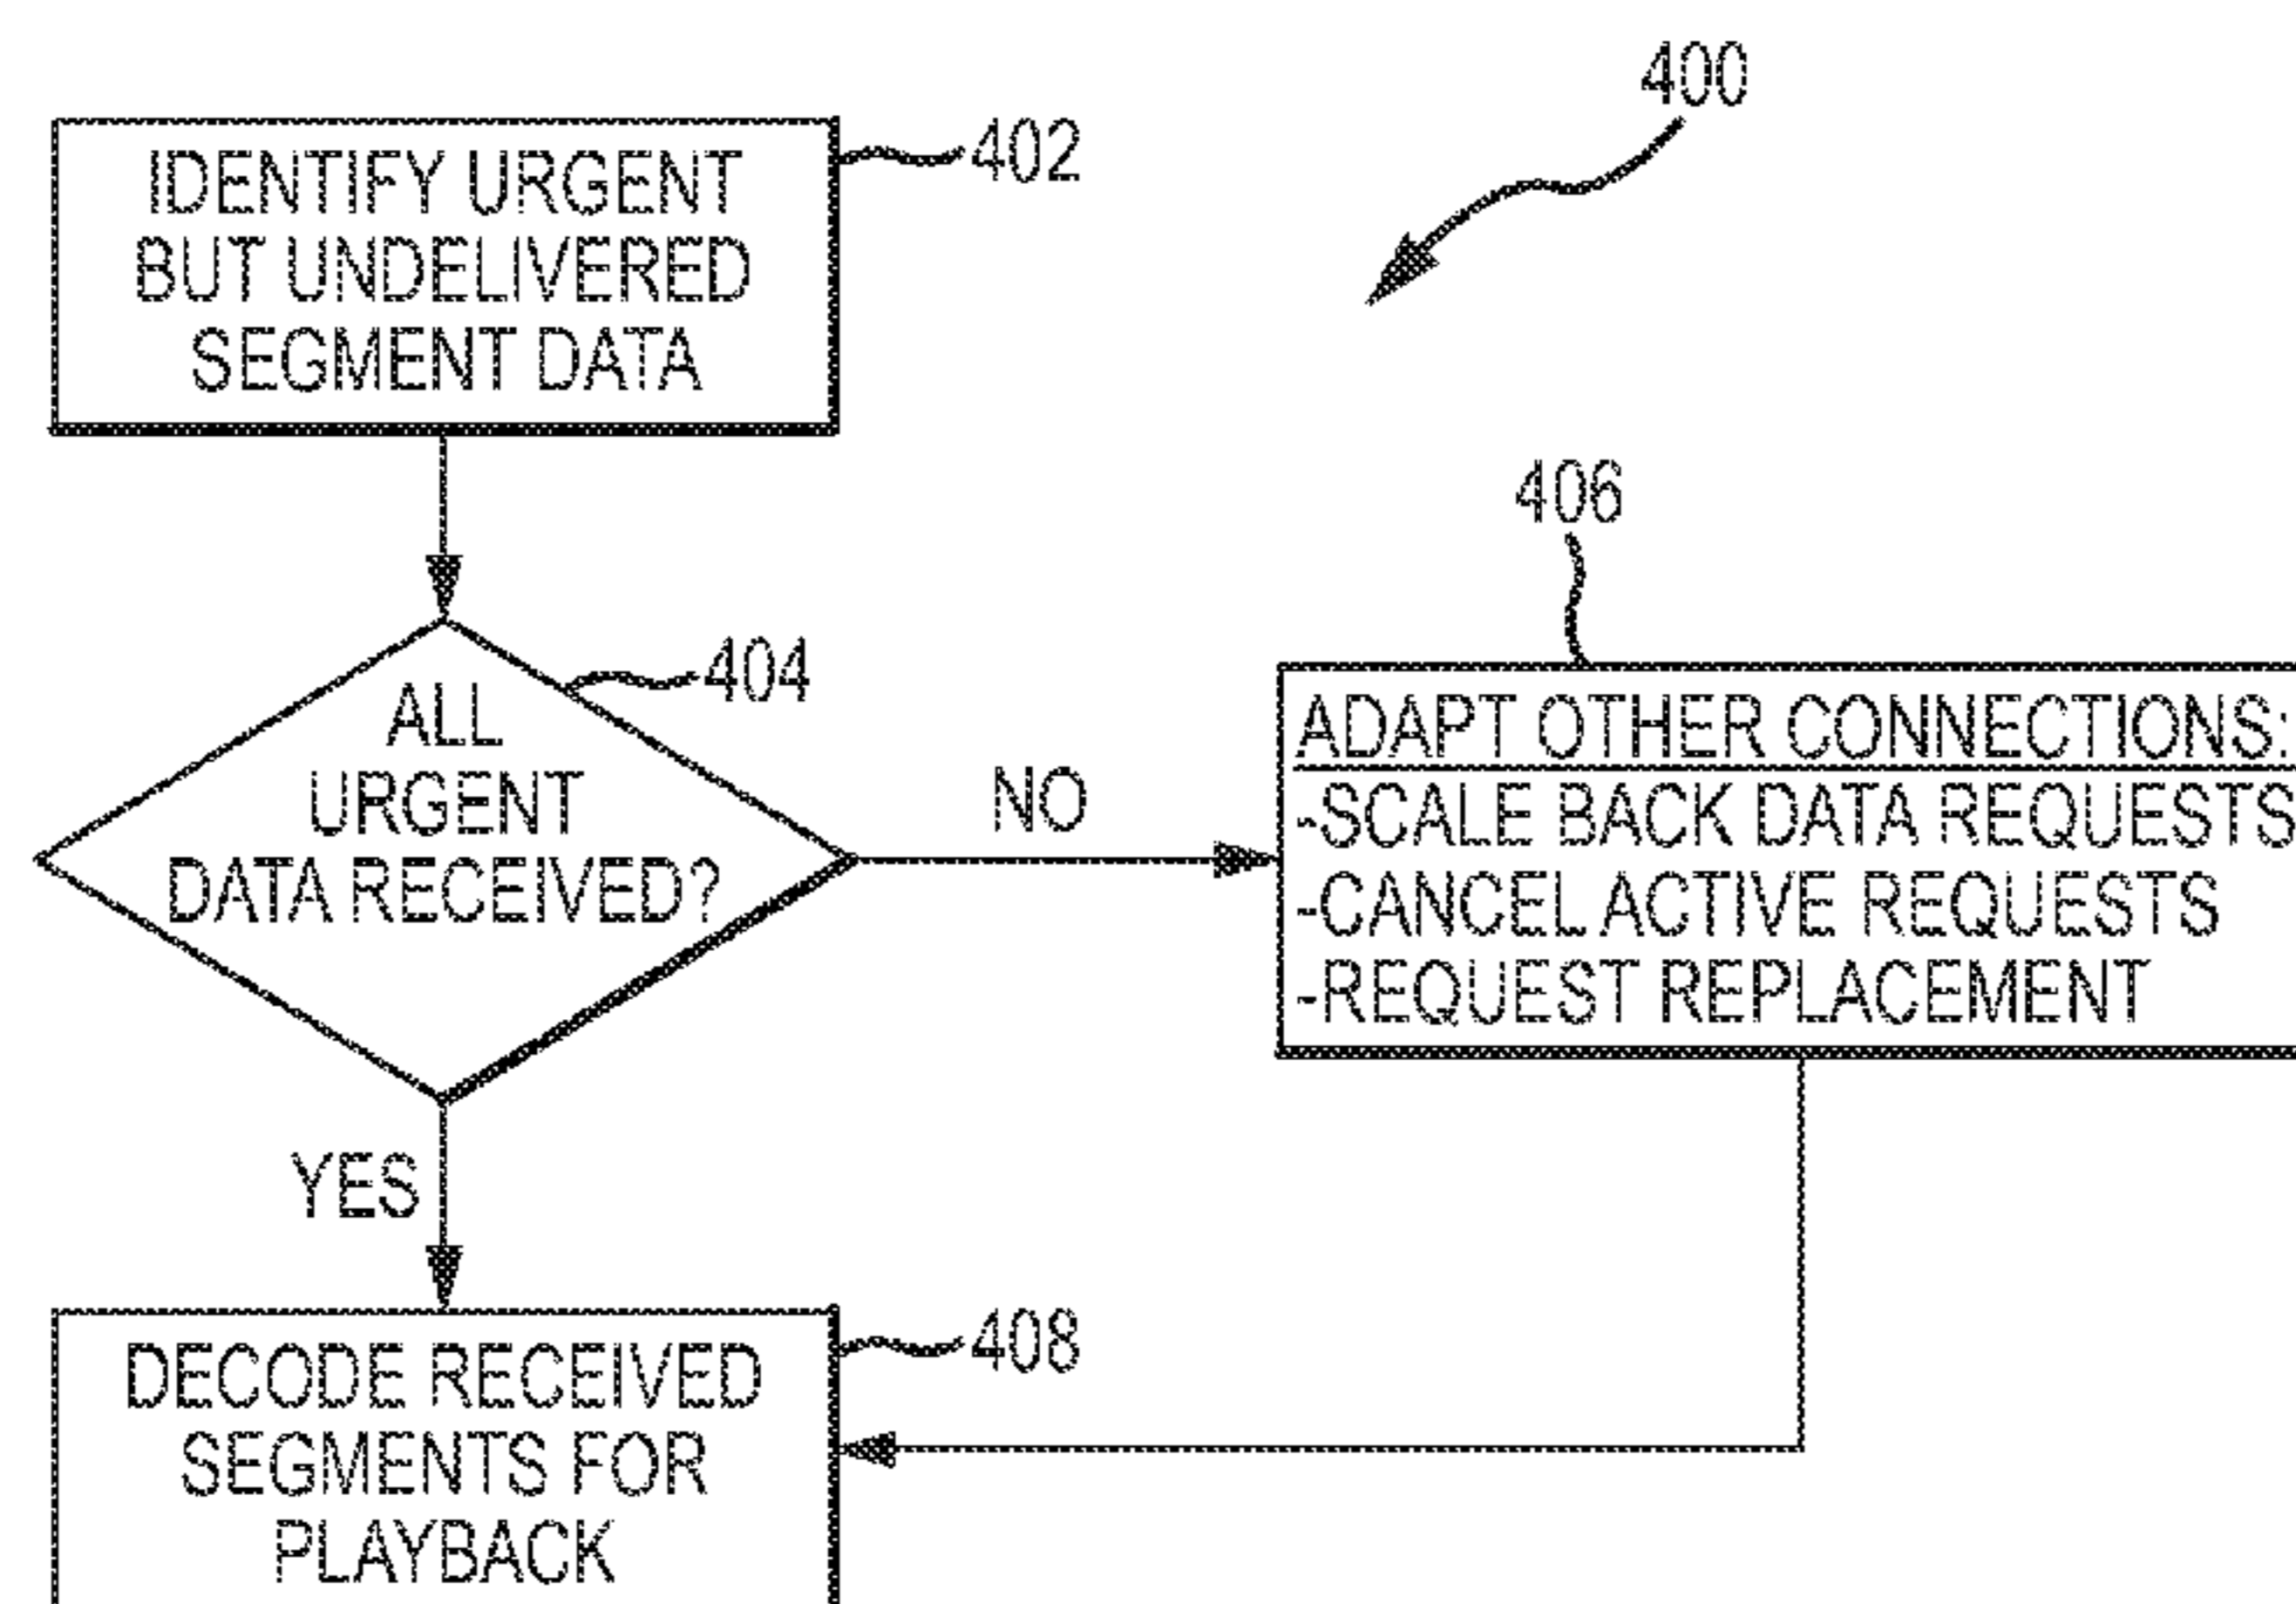 400
IDENTIFY URGENT
BUT UNDELIVERED
SEGMENT DATA
402
406
ALL
URGENT
DATA RECEIVED?
404
NO
ADAPT OTHER CONNECTIONS:
-SCALE BACK DATA REQUESTS
-CANCEL ACTIVE REQUESTS
-REQUEST REPLACEMENT
YES
DECODE RECEIVED
SEGMENTS FOR
PLAYBACK
408